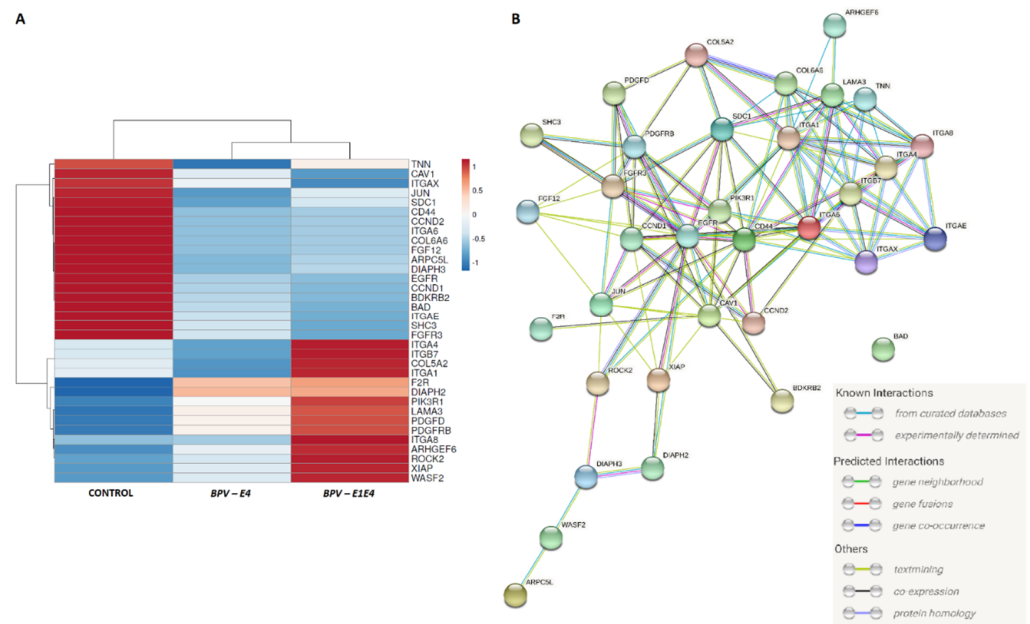 A
TNN
CAV1
ITGAX
JUN
SDC1
CD44
CCND2
ITGA6
COL6A6
FGF12
ARPC5L
DIAPH3
EGFR
CCND1
BDKRB2
BAD
ITGAE
SHC3
FGFR3
ITGA4
ITGB7
COL5A2
ITGA1
F2R
DIAPH2
PIK3R1
LAMA3
PDGFD
PDGFRB
ITGA8
ARHGEF6
ROCK2
XIAP
WASF2
1
0.5
0
-0.5
-1
CONTROL BPV – E4 BPV – E1E4
B
ARHGEF6
COL5A2
COL6A6
LAMA3
TNN
PDGFD
SDC1
SHC3
PDGFRB
ITGA1
ITGA8
ITGA4
FGFR3
ITGB7
PIK3R1
FGF12
ITGA6
CCND1
EGFR
CD44
ITGAE
ITGAX
JUN
CAV1
CCND2
F2R
BAD
ROCK2
XIAP
BDKRB2
DIAPH3
DIAPH2
WASF2
ARPC5L
Known Interactions
from curated databases
experimentally determined
Predicted Interactions
gene neighborhood
gene fusions
gene co-occurrence
Others
textmining
co-expression
protein homology